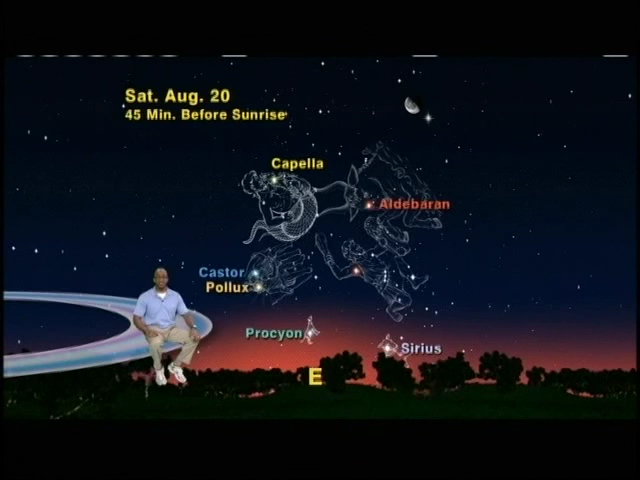 Sat. Aug. 20
45 Min. Before Sunrise
Capella
Aldebaran
Castor
Pollux
Procyon
Sirius
E